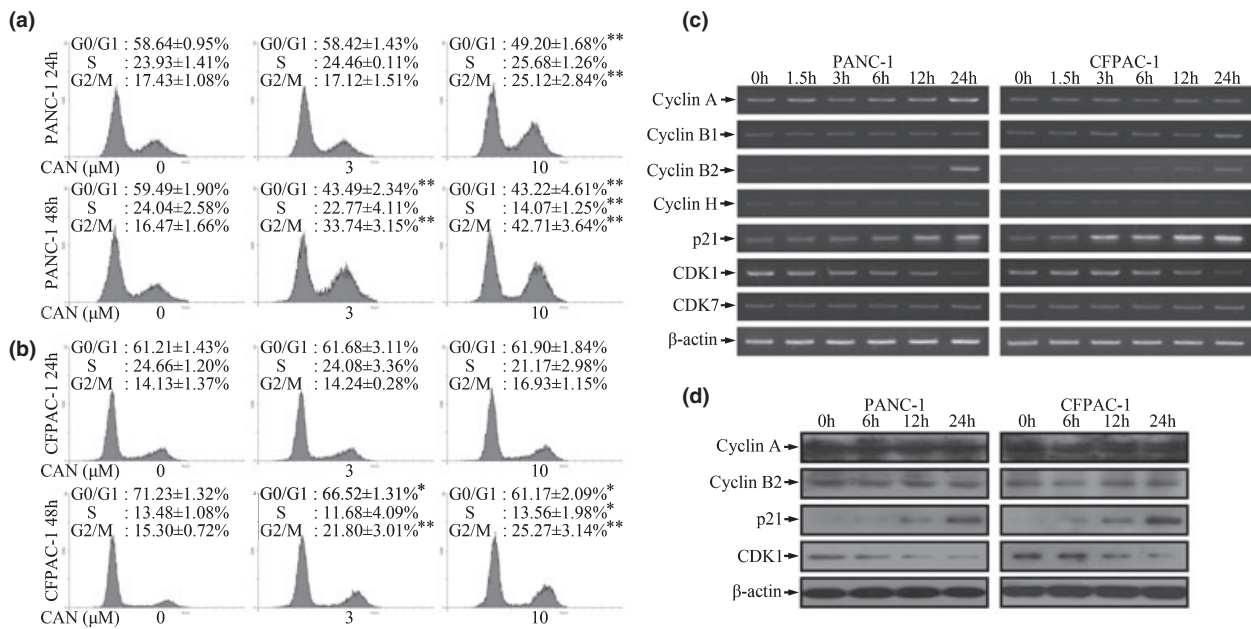 (a)
PANC-1 24h
G0/G1 : 58.64±0.95%
S : 23.93±1.41%
G2/M : 17.43±1.08%
G0/G1 : 58.42±1.43%
S : 24.46±0.11%
G2/M : 17.12±1.51%
G0/G1 : 49.20±1.68%**
S : 25.68±1.26%
G2/M : 25.12±2.84%**
CAN (μM) 0 3 10
PANC-1 48h
G0/G1 : 59.49±1.90%
S : 24.04±2.58%
G2/M : 16.47±1.66%
G0/G1 : 43.49±2.34%**
S : 22.77±4.11%
G2/M : 33.74±3.15%**
G0/G1 : 43.22±4.61%**
S : 14.07±1.25%**
G2/M : 42.71±3.64%**
CAN (μM) 0 3 10
(b)
CFPAC-1 24h
G0/G1 : 61.21±1.43%
S : 24.66±1.20%
G2/M : 14.13±1.37%
G0/G1 : 61.68±3.11%
S : 24.08±3.36%
G2/M : 14.24±0.28%
G0/G1 : 61.90±1.84%
S : 21.17±2.98%
G2/M : 16.93±1.15%
CAN (μM) 0 3 10
CFPAC-1 48h
G0/G1 : 71.23±1.32%
S : 13.48±1.08%
G2/M : 15.30±0.72%
G0/G1 : 66.52±1.31%*
S : 11.68±4.09%
G2/M : 21.80±3.01%**
G0/G1 : 61.17±2.09%*
S : 13.56±1.98%*
G2/M : 25.27±3.14%**
CAN (μM) 0 3 10
(c)
PANC-1 CFPAC-1
0h 1.5h 3h 6h 12h 24h 0h 1.5h 3h 6h 12h 24h
Cyclin A
Cyclin B1
Cyclin B2
Cyclin H
p21
CDK1
CDK7
β-actin
(d)
PANC-1 CFPAC-1
0h 6h 12h 24h 0h 6h 12h 24h
Cyclin A
Cyclin B2
p21
CDK1
β-actin